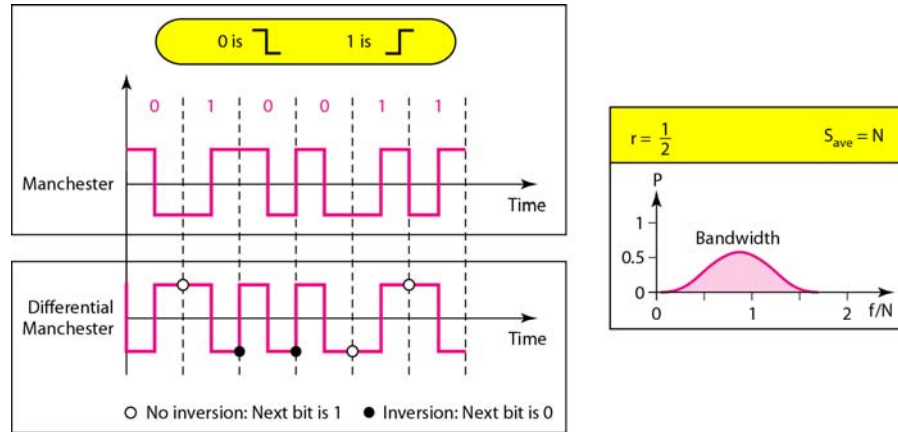 0 is 1 is
0 1 0 0 1 1
Manchester
Time
Differential
Manchester
Time
No inversion: Next bit is 1 Inversion: Next bit is 0
r = 1/2 S_ave = N
P
1
Bandwidth
0.5
0
0 1 2 f/N